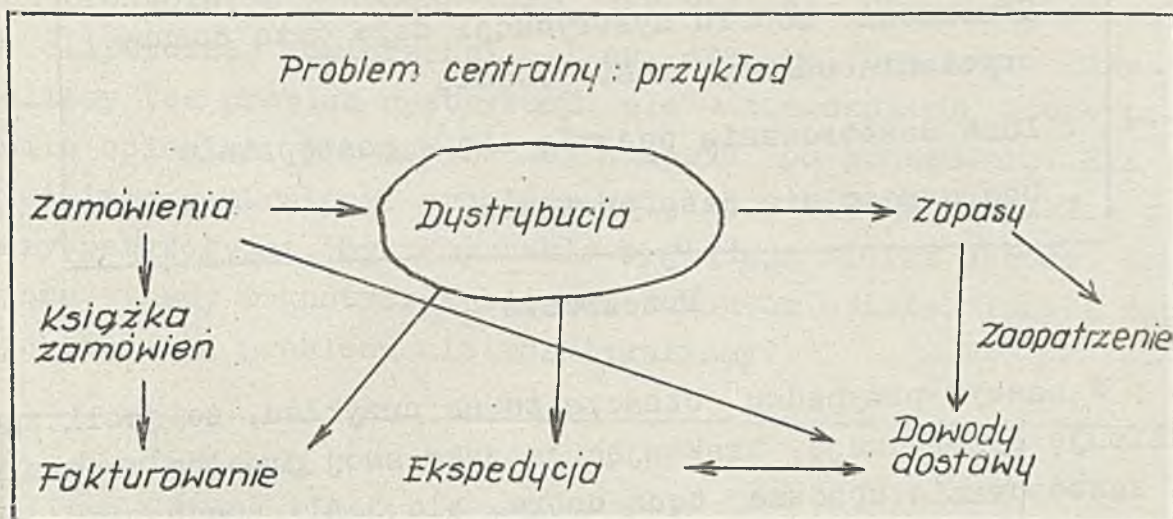 Problem centralny: przykład
Zamówienia
Dystrybucja
Zapasy
Książka
zamówień
Zaopatrzenie
Fakturowanie
Ekspedycja
Dowody
dostawy